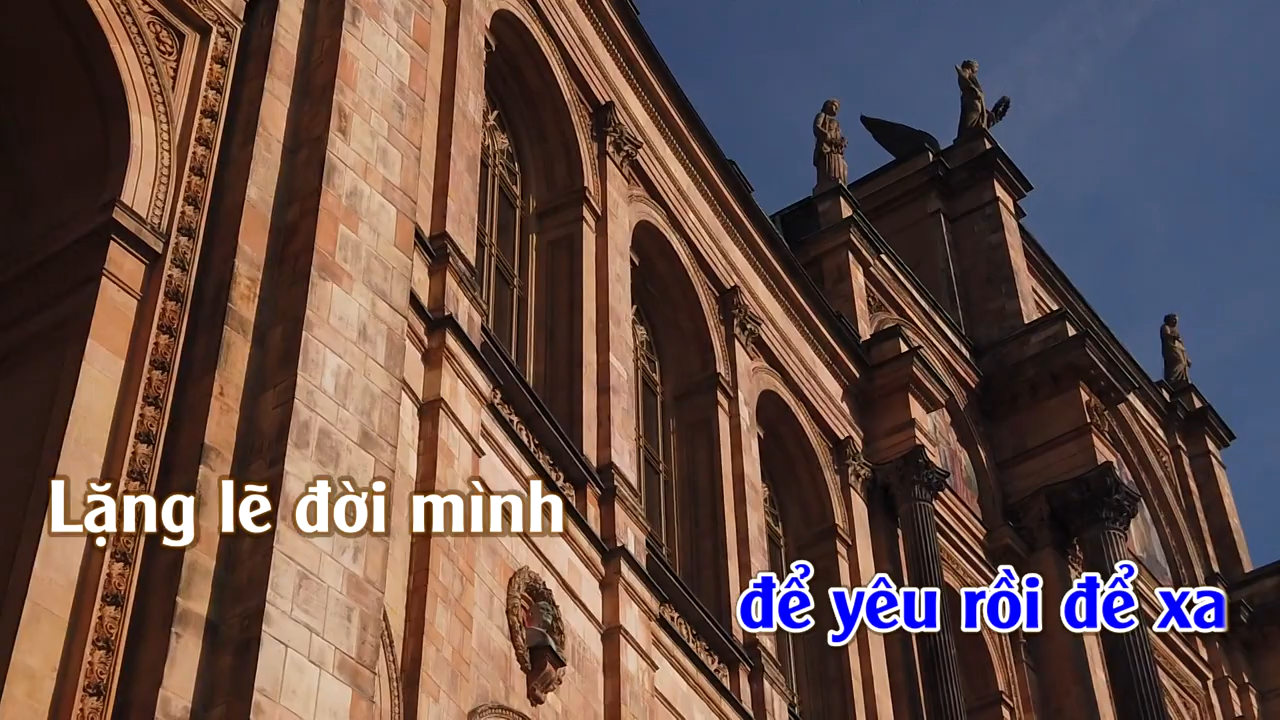 Lặng lẽ đời mình
để yêu rồi để xa